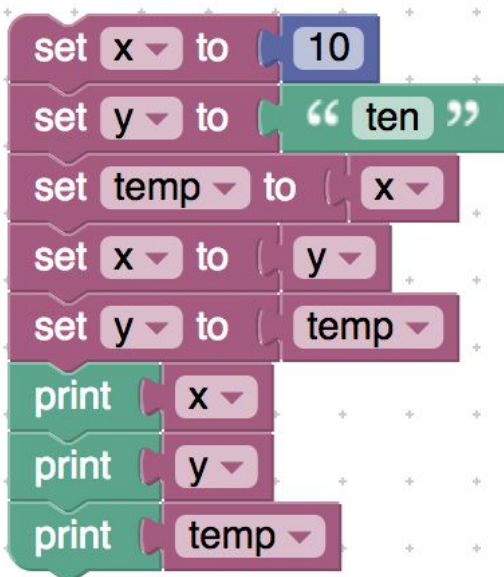 set x to 10
set y to “ ten ”
set temp to x
set x to y
set y to temp
print x
print y
print temp